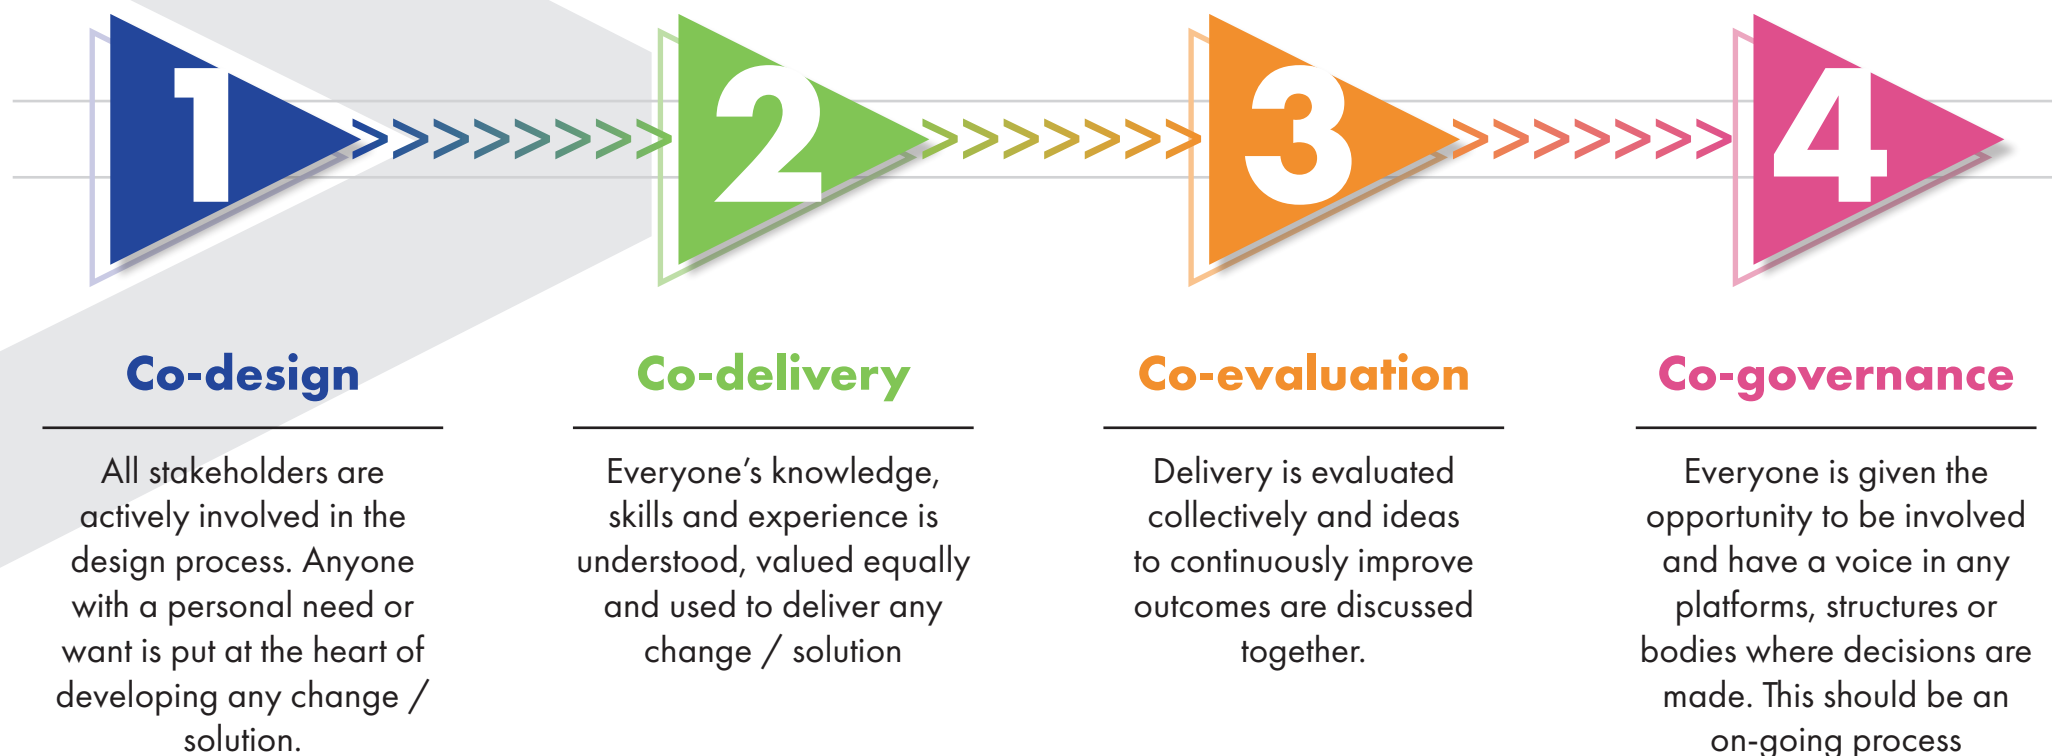 1
>>>>>>>>
2
>>>>>>>
3
>>>>>>>
4
Co-design
All stakeholders are
actively involved in the
design process. Anyone
with a personal need or
want is put at the heart of
developing any change /
solution.
Co-delivery
Everyone’s knowledge,
skills and experience is
understood, valued equally
and used to deliver any
change / solution
Co-evaluation
Delivery is evaluated
collectively and ideas
to continuously improve
outcomes are discussed
together.
Co-governance
Everyone is given the
opportunity to be involved
and have a voice in any
platforms, structures or
bodies where decisions are
made. This should be an
on-going process